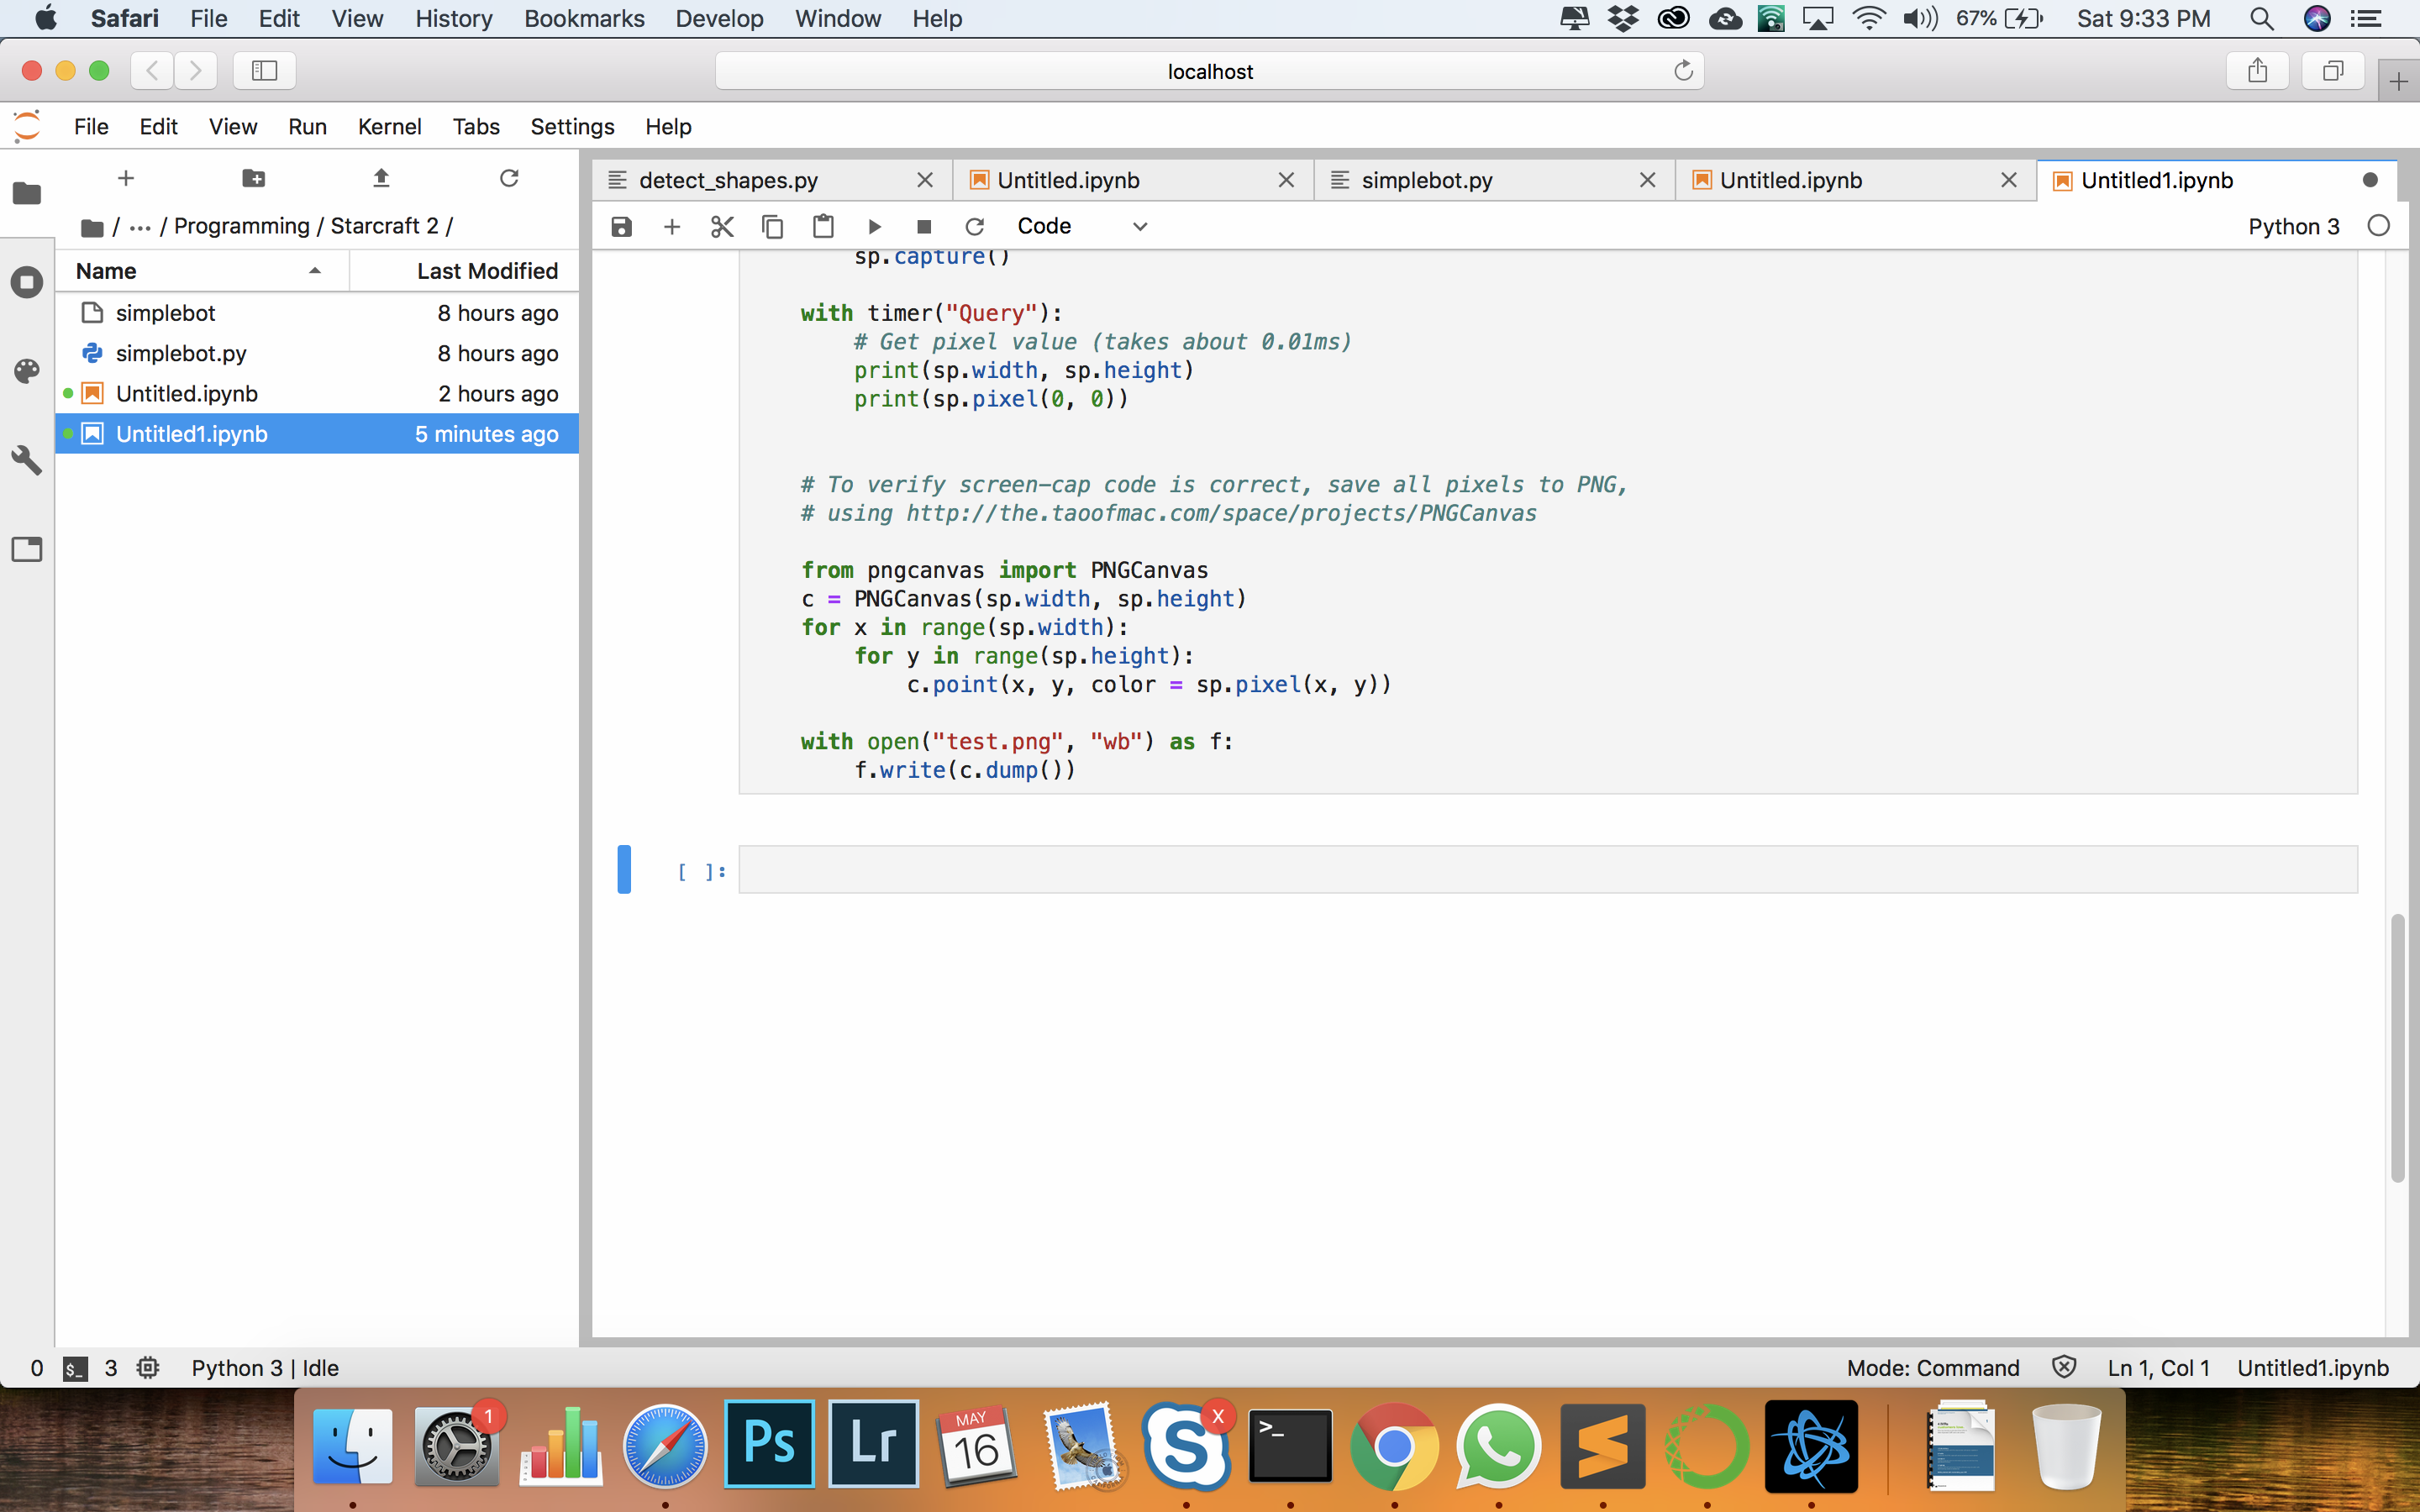 Safari File Edit View History Bookmarks Develop Window Help 67% Sat 9:33 PM
localhost
File Edit View Run Kernel Tabs Settings Help
detect_shapes.py Untitled.ipynb simplebot.py Untitled.ipynb Untitled1.ipynb
/ ··· / Programming / Starcraft 2 /
Code Python 3
Name Last Modified
simplebot 8 hours ago
simplebot.py 8 hours ago
Untitled.ipynb 2 hours ago
Untitled1.ipynb 5 minutes ago
sp.capture()
with timer("Query"):
# Get pixel value (takes about 0.01ms)
print(sp.width, sp.height)
print(sp.pixel(0, 0))
# To verify screen-cap code is correct, save all pixels to PNG,
# using http://the.taoofmac.com/space/projects/PNGCanvas
from pngcanvas import PNGCanvas
c = PNGCanvas(sp.width, sp.height)
for x in range(sp.width):
for y in range(sp.height):
c.point(x, y, color = sp.pixel(x, y))
with open("test.png", "wb") as f:
f.write(c.dump())
[ ]:
0 $_ 3 Python 3 | Idle Mode: Command Ln 1, Col 1 Untitled1.ipynb
1 Ps Lr MAY 16 S X >_